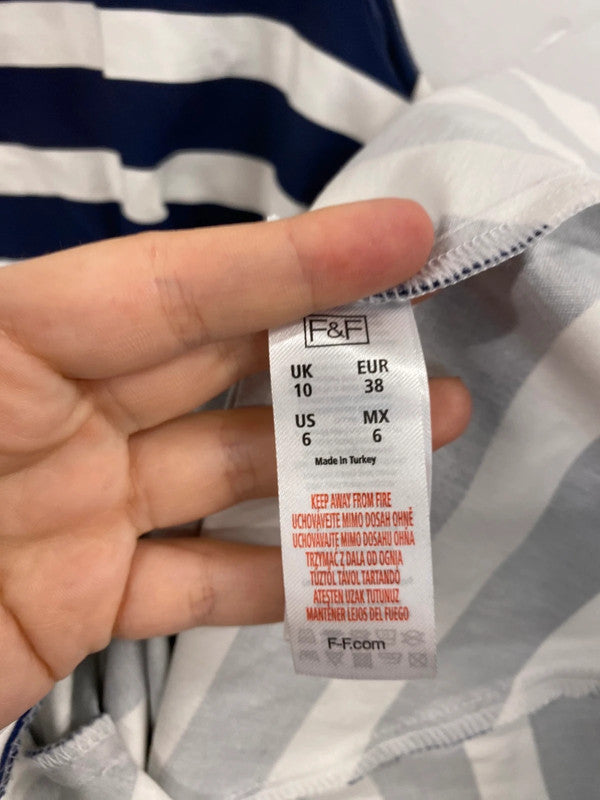 F&F
UK EUR
10 38
US MX
6 6
Made in Turkey
KEEP AWAY FROM FIRE
UCHOVÁVEJTE MIMO DOSAH OHNĚ
UCHOVÁVAJTE MIMO DOSAHU OHŇA
TRZYMAĆ Z DALA OD OGNIA
TŰZTŐL TÁVOL TARTANDÓ
ATEŞTEN UZAK TUTUNUZ
MANTENER LEJOS DEL FUEGO
F-F.com